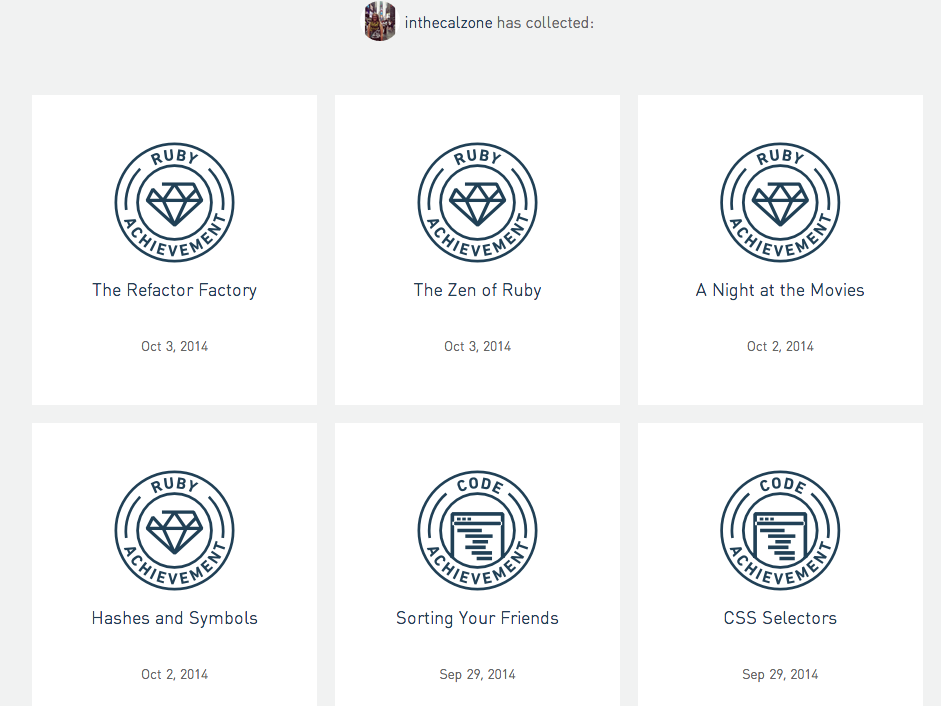 inthecalzone has collected:
RUBY ACHIEVEMENT
The Refactor Factory
Oct 3, 2014
RUBY ACHIEVEMENT
The Zen of Ruby
Oct 3, 2014
RUBY ACHIEVEMENT
A Night at the Movies
Oct 2, 2014
RUBY ACHIEVEMENT
Hashes and Symbols
Oct 2, 2014
CODE ACHIEVEMENT
Sorting Your Friends
Sep 29, 2014
CODE ACHIEVEMENT
CSS Selectors
Sep 29, 2014